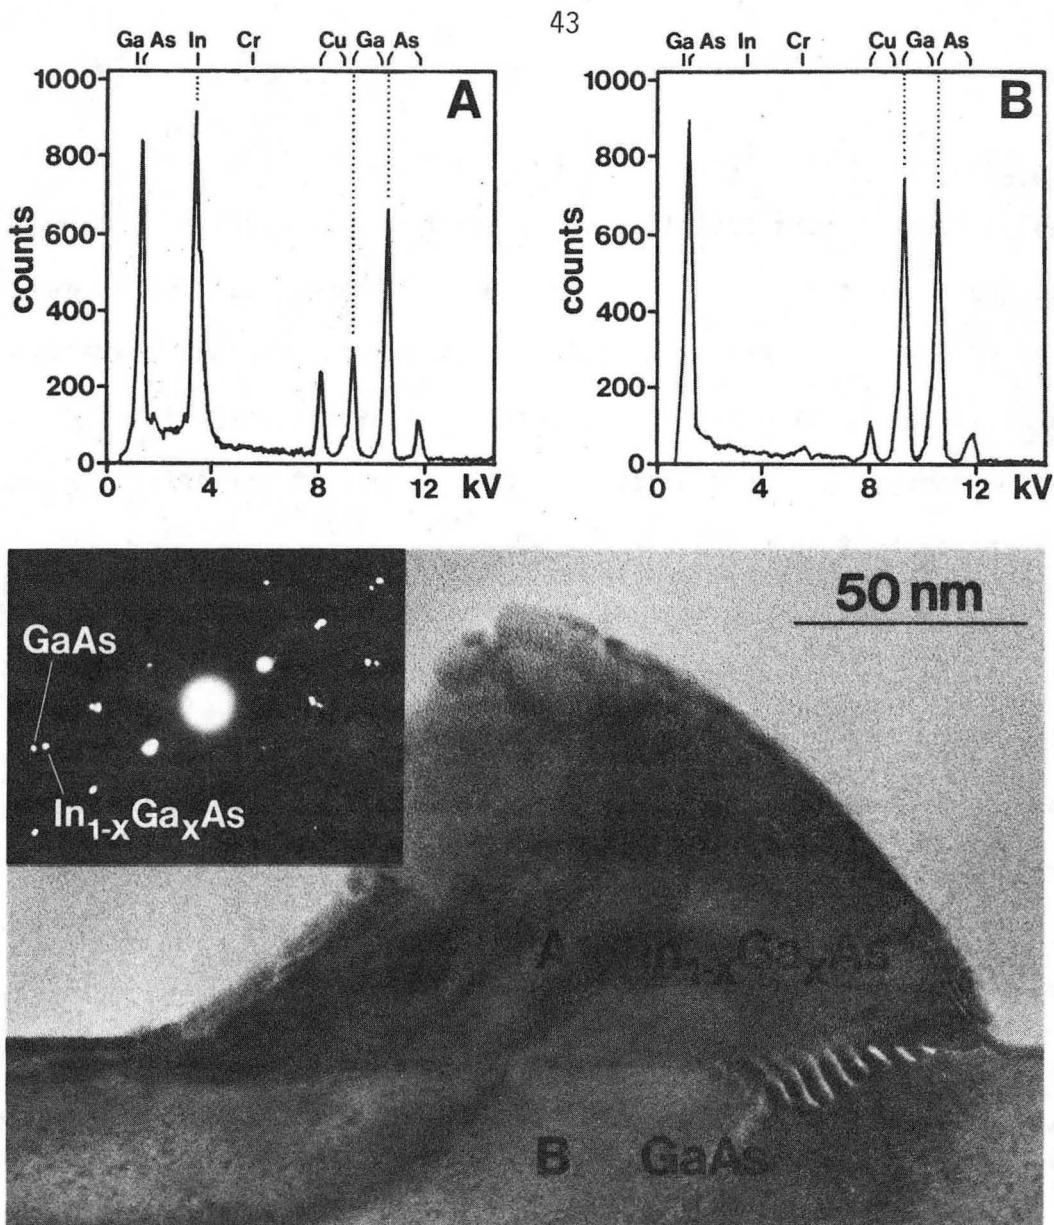 43
Ga As In Cr Cu Ga As
A
1000
800
600
400
200
0
counts
0 4 8 12 kV
Ga As In Cr Cu Ga As
B
1000
800
600
400
200
0
counts
0 4 8 12 kV
50 nm
GaAs
In1-XGaXAs
A In1-XGaXAs
B GaAs